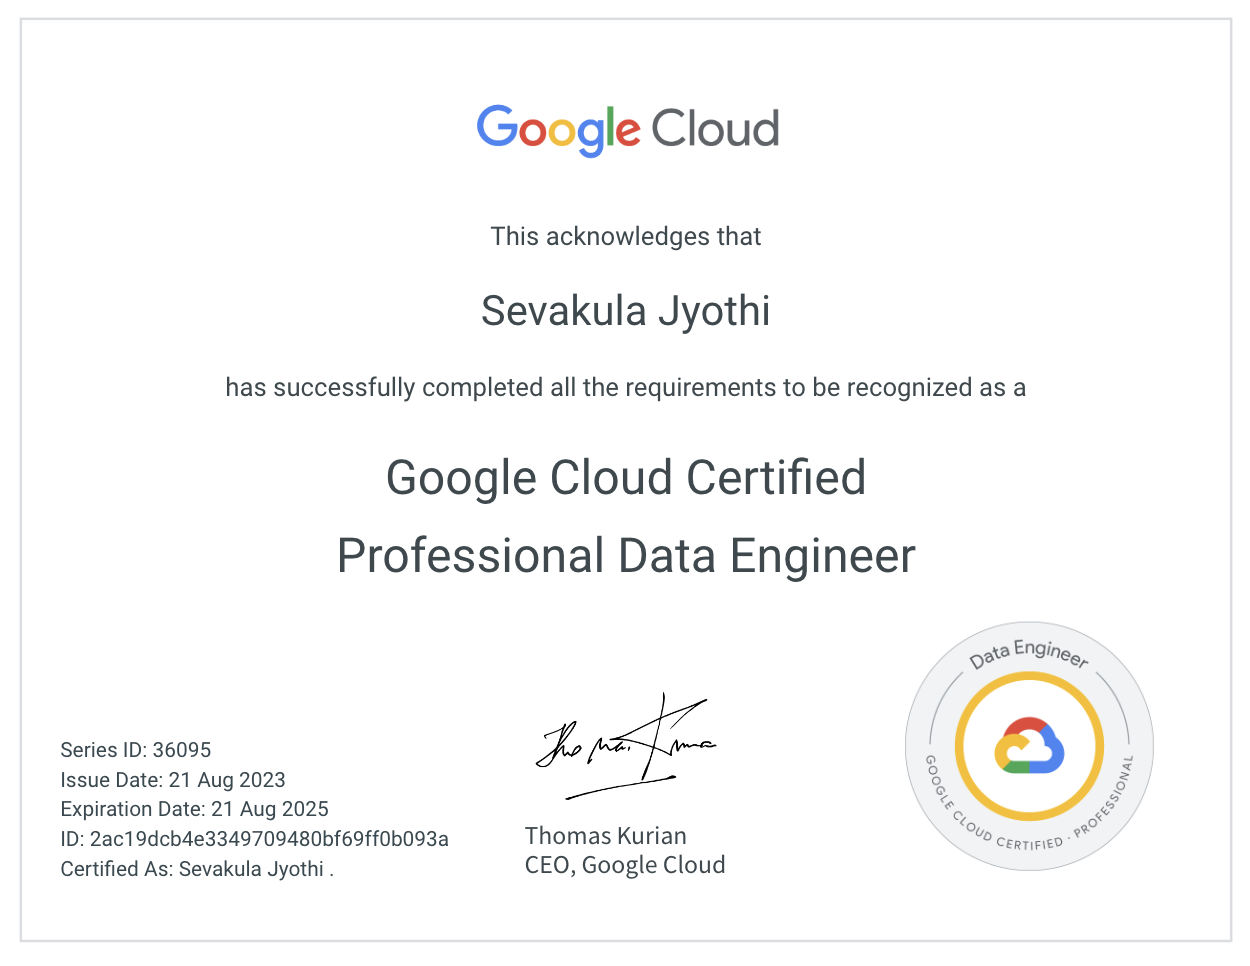 Google Cloud
This acknowledges that
Sevakula Jyothi
has successfully completed all the requirements to be recognized as a
Google Cloud Certified
Professional Data Engineer
Data Engineer
GOOGLE CLOUD CERTIFIED · PROFESSIONAL
Series ID: 36095
Issue Date: 21 Aug 2023
Expiration Date: 21 Aug 2025
ID: 2ac19dcb4e3349709480bf69ff0b093a
Certified As: Sevakula Jyothi .
Thomas Kurian
Thomas Kurian
CEO, Google Cloud